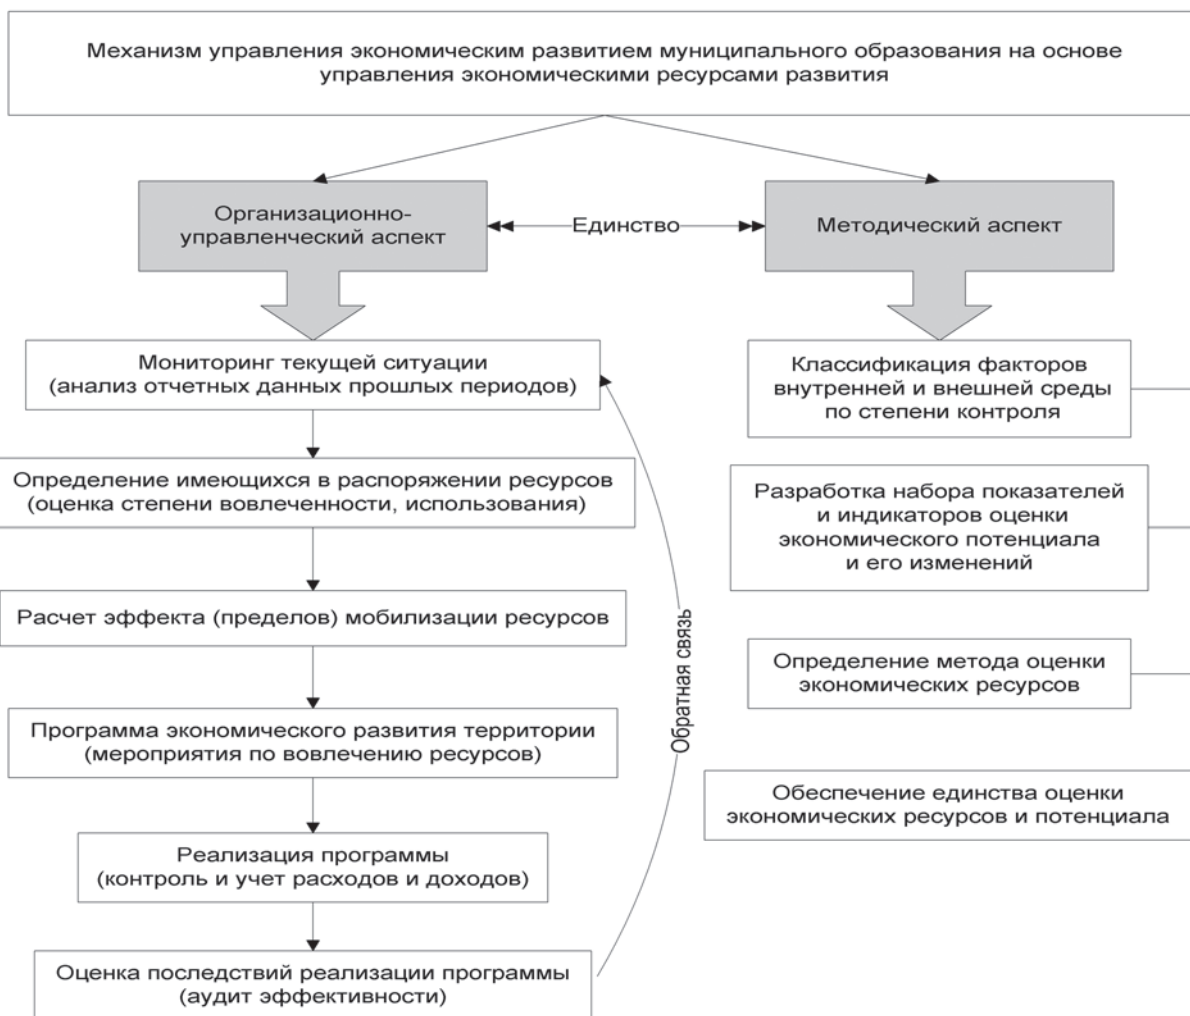 Механизм управления экономическим развитием муниципального образования на основе
управления экономическими ресурсами развития
Организационно-
управленческий аспект
Единство
Методический аспект
Мониторинг текущей ситуации
(анализ отчетных данных прошлых периодов)
Определение имеющихся в распоряжении ресурсов
(оценка степени вовлеченности, использования)
Расчет эффекта (пределов) мобилизации ресурсов
Программа экономического развития территории
(мероприятия по вовлечению ресурсов)
Реализация программы
(контроль и учет расходов и доходов)
Оценка последствий реализации программы
(аудит эффективности)
Обратная связь
Классификация факторов
внутренней и внешней среды
по степени контроля
Разработка набора показателей
и индикаторов оценки
экономического потенциала
и его изменений
Определение метода оценки
экономических ресурсов
Обеспечение единства оценки
экономических ресурсов и потенциала